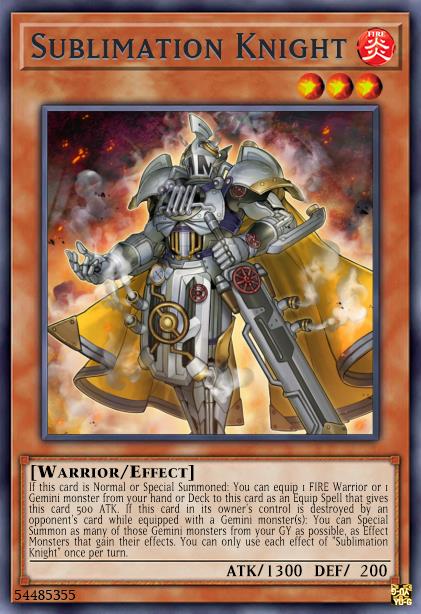 SUBLIMATION KNIGHT
FIRE
炎
[WARRIOR/EFFECT]
If this card is Normal or Special Summoned: You can equip 1 FIRE Warrior or 1
Gemini monster from your hand or Deck to this card as an Equip Spell that gives
this card 500 ATK. If this card in its owner's control is destroyed by an
opponent's card while equipped with a Gemini monster(s): You can Special
Summon as many of those Gemini monsters from your GY as possible, as Effect
Monsters that gain their effects. You can only use each effect of "Sublimation
Knight" once per turn.
ATK/1300 DEF/ 200
54485355